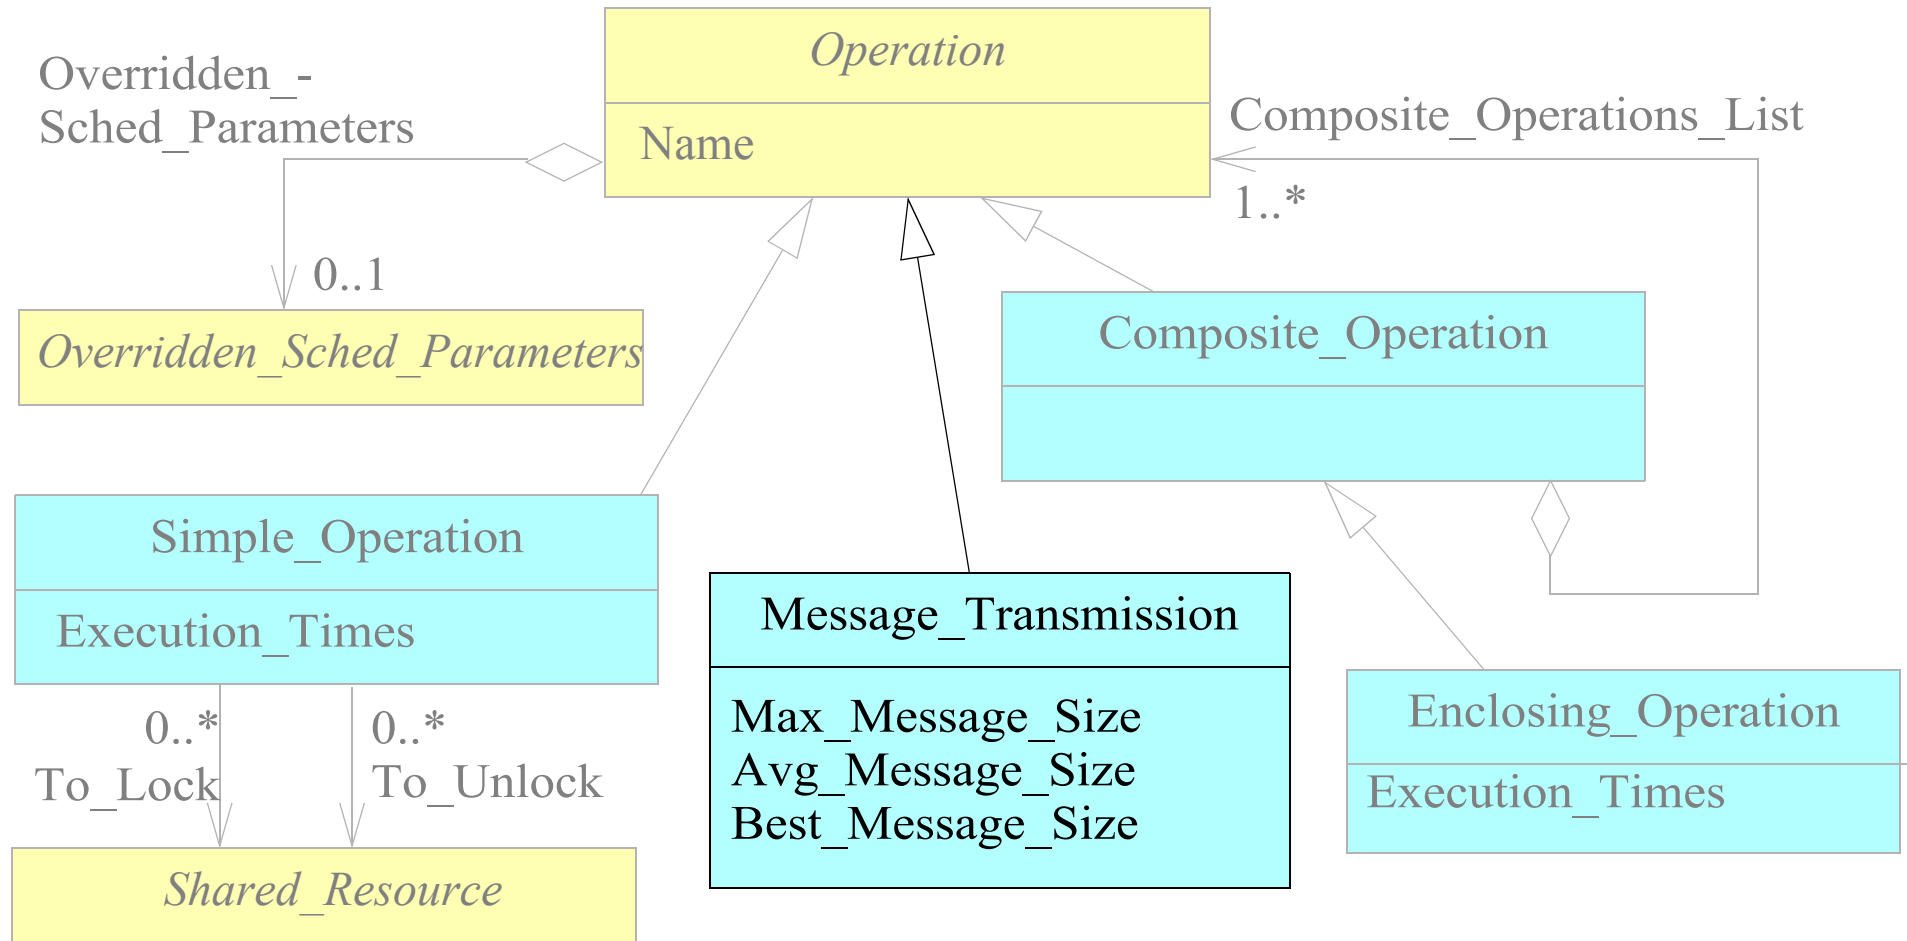 Operation
Name
Overridden_-
Sched_Parameters
0..1
Composite_Operations_List
1..*
Overridden_Sched_Parameters
Composite_Operation
Simple_Operation
Execution_Times
0..*
To_Lock
0..*
To_Unlock
Message_Transmission
Max_Message_Size
Avg_Message_Size
Best_Message_Size
Enclosing_Operation
Execution_Times
Shared_Resource